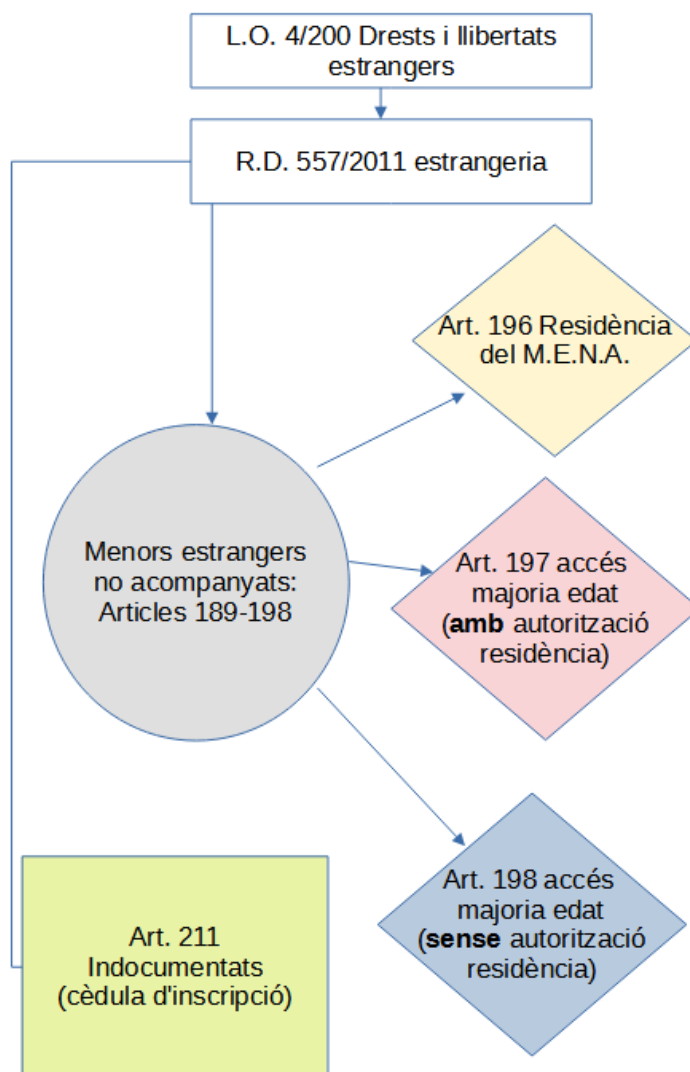 L.O. 4/200 Drests i llibertats
estrangers
R.D. 557/2011 estrangeria
Art. 196 Residència
del M.E.N.A.
Menors estrangers
no acompanyats:
Articles 189-198
Art. 197 accés
majoria edat
(amb autorització
residència)
Art. 198 accés
majoria edat
(sense autorització
residència)
Art. 211
Indocumentats
(cèdula d'inscripció)